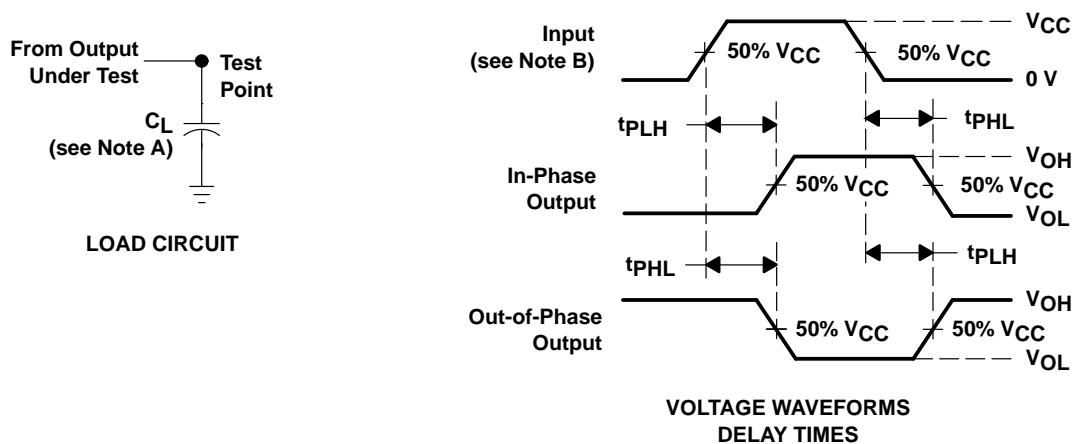 From Output
Under Test
Test
Point
CL
(see Note A)
LOAD CIRCUIT
Input
(see Note B)
50% VCC
50% VCC
VCC
0 V
tPLH
tPHL
In-Phase
Output
50% VCC
50% VCC
VOH
VOL
tPHL
tPLH
Out-of-Phase
Output
50% VCC
50% VCC
VOH
VOL
VOLTAGE WAVEFORMS
DELAY TIMES